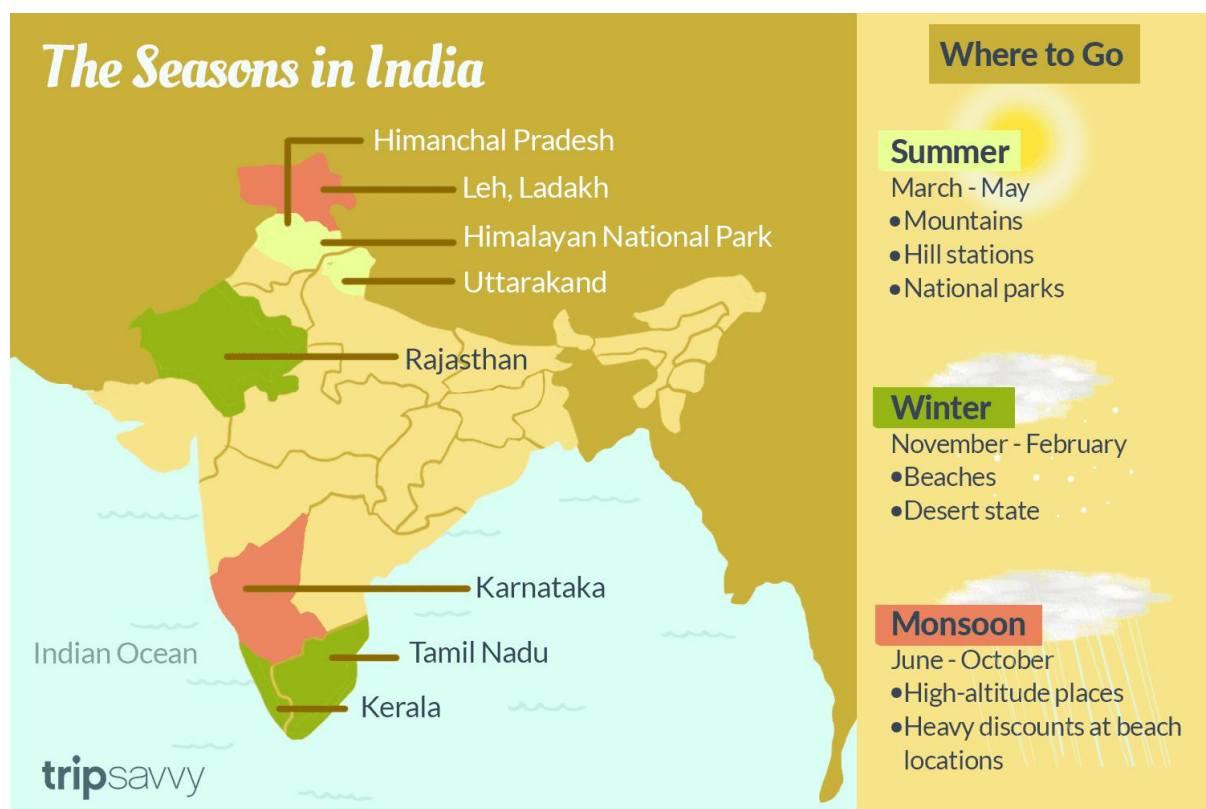 The Seasons in India
Himanchal Pradesh
Leh, Ladakh
Himalayan National Park
Uttarakand
Rajasthan
Karnataka
Tamil Nadu
Kerala
Indian Ocean
tripsavvy
Where to Go
Summer
March - May
•Mountains
•Hill stations
•National parks
Winter
November - February
•Beaches
•Desert state
Monsoon
June - October
•High-altitude places
•Heavy discounts at beach
locations